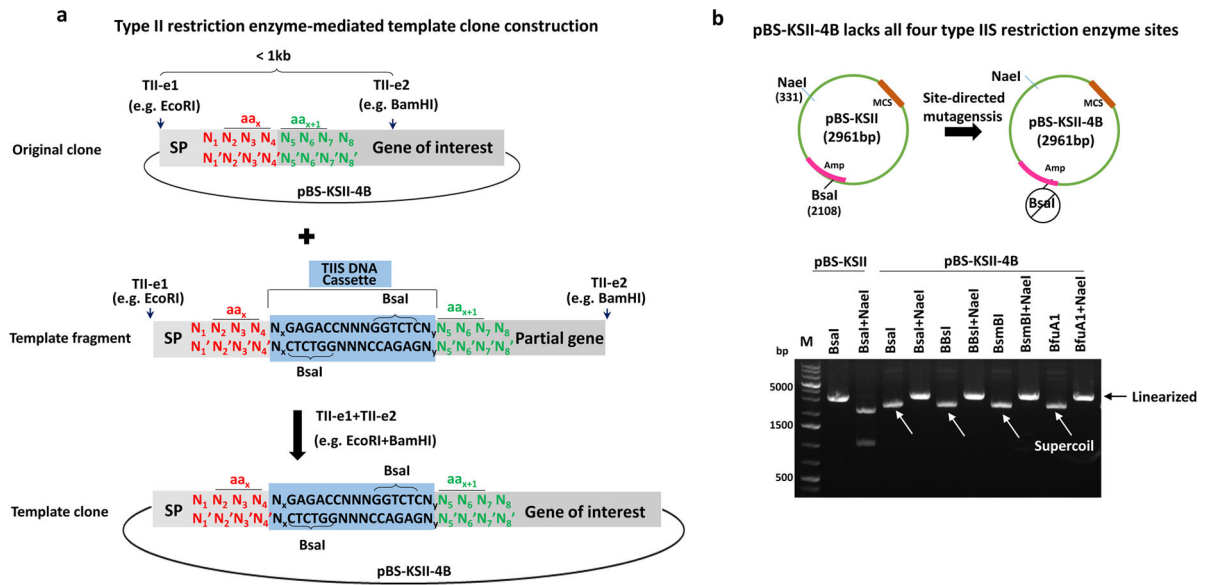 a
Type II restriction enzyme-mediated template clone construction
< 1kb
TII-e1
(e.g. EcoRI)
TII-e2
(e.g. BamHI)
aax
aax+1
Original clone
SP
N1 N2 N3 N4 N5 N6 N7 N8
N1'N2'N3'N4'N5'N6'N7'N8'
Gene of interest
pBS-KSII-4B
+
TIIS DNA
Cassette
TII-e1
(e.g. EcoRI)
TII-e2
(e.g. BamHI)
BsaI
aax
aax+1
Template fragment
SP
N1 N2 N3 N4 NxGAGACCNNNGGTCTCNy N5 N6 N7 N8
N1'N2'N3'N4'NxCTCTGGNNNCCAGAGNyN5'N6'N7'N8'
Partial gene
BsaI
TII-e1+TII-e2
(e.g. EcoRI+BamHI)
BsaI
aax
aax+1
Template clone
SP
N1 N2 N3 N4 NxGAGACCNNNGGTCTCNy N5 N6 N7 N8
N1'N2'N3'N4'NxCTCTGGNNNCCAGAGNyN5'N6'N7'N8'
Gene of interest
BsaI
pBS-KSII-4B
b
pBS-KSII-4B lacks all four type IIS restriction enzyme sites
NaeI
(331)
MCS
pBS-KSII
(2961bp)
Amp
BsaI
(2108)
Site-directed
mutagenssis
NaeI
MCS
pBS-KSII-4B
(2961bp)
Amp
BsaI
pBS-KSII
pBS-KSII-4B
M
BsaI
BsaI+NaeI
BsaI
BsaI+NaeI
BBsI
BBsI+NaeI
BsmBI
BsmBI+NaeI
BfuA1
BfuA1+NaeI
bp
5000
1500
500
Linearized
Supercoil